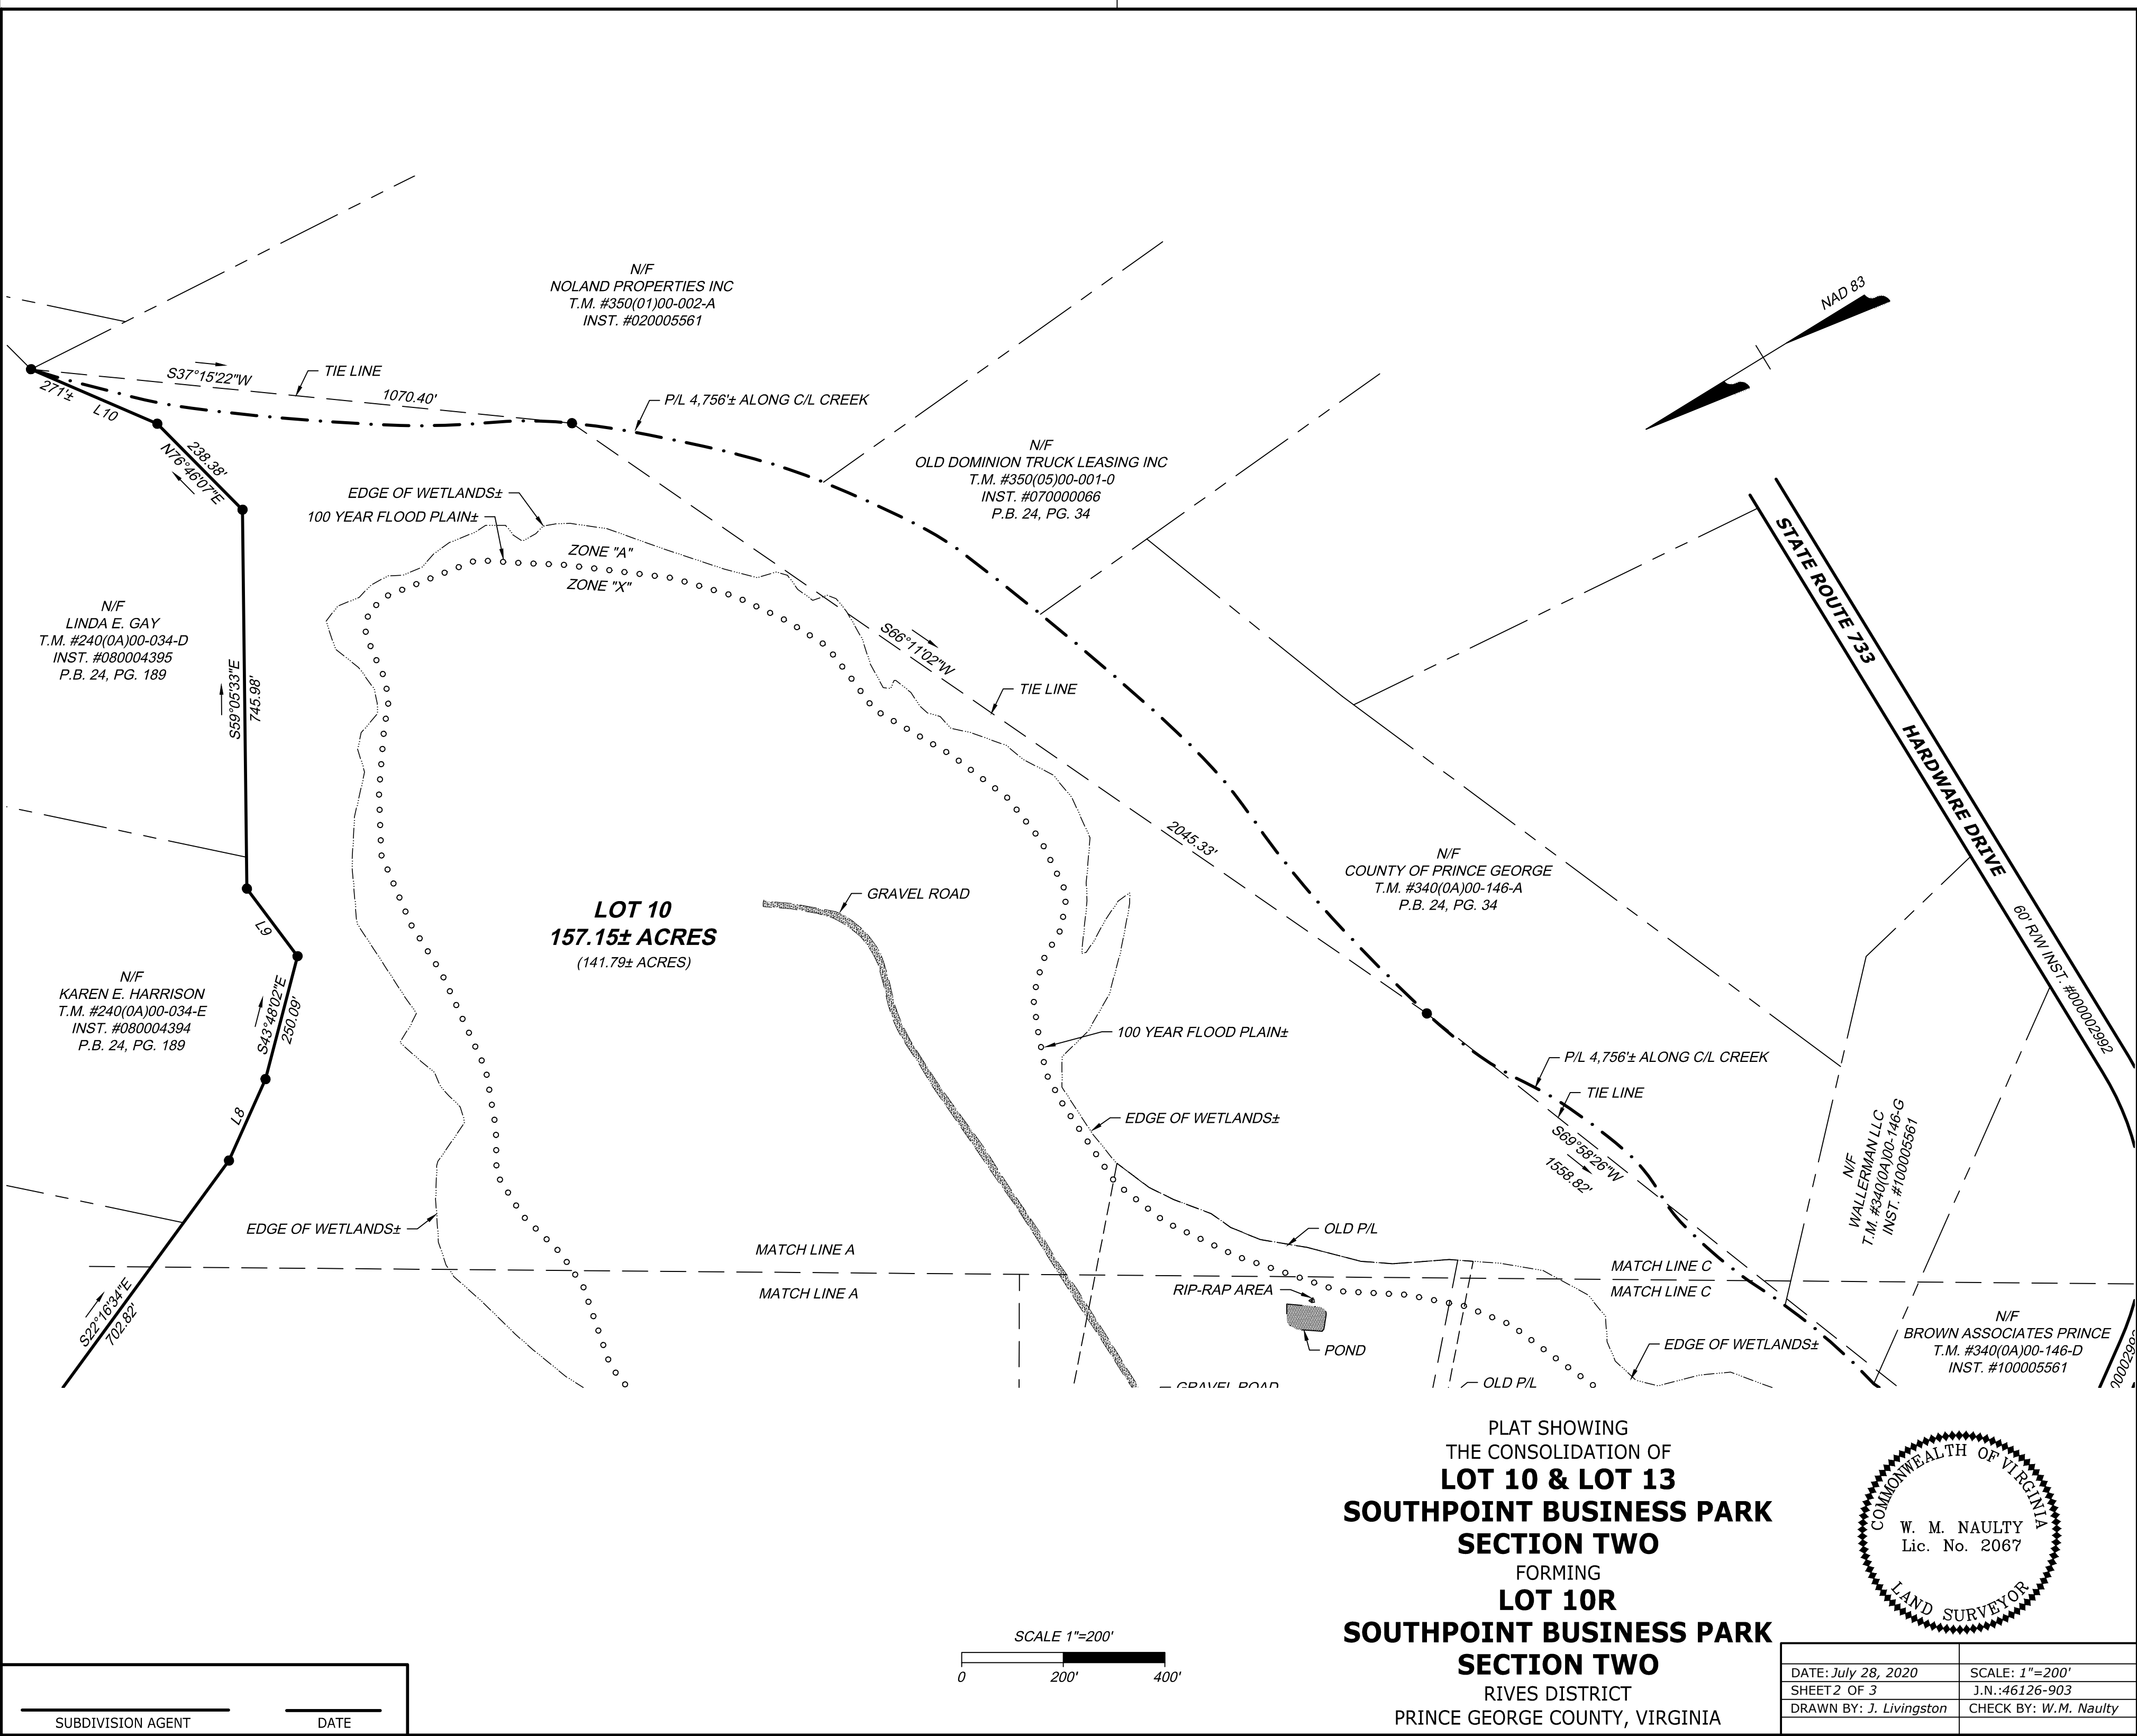 NAD 83
N/F
NOLAND PROPERTIES INC
T.M. #350(01)00-002-A
INST. #020005561
S37°15'22"W
TIE LINE
1070.40'
P/L 4,756'± ALONG C/L CREEK
271'±
L10
238.38'
N76°46'07"E
N/F
OLD DOMINION TRUCK LEASING INC
T.M. #350(05)00-001-0
INST. #070000066
P.B. 24, PG. 34
EDGE OF WETLANDS±
100 YEAR FLOOD PLAIN±
ZONE "A"
ZONE "X"
STATE ROUTE 733
HARDWARE DRIVE
60' R/W INST. #000002992
N/F
LINDA E. GAY
T.M. #240(0A)00-034-D
INST. #080004395
P.B. 24, PG. 189
S59°05'33"E
745.98'
S66°11'02"W
TIE LINE
2045.33'
N/F
COUNTY OF PRINCE GEORGE
T.M. #340(0A)00-146-A
P.B. 24, PG. 34
LOT 10
157.15± ACRES
(141.79± ACRES)
GRAVEL ROAD
L9
N/F
KAREN E. HARRISON
T.M. #240(0A)00-034-E
INST. #080004394
P.B. 24, PG. 189
S43°48'02"E
250.09'
100 YEAR FLOOD PLAIN±
P/L 4,756'± ALONG C/L CREEK
TIE LINE
L8
EDGE OF WETLANDS±
S69°58'26"W
1558.82'
N/F
WALLERMAN LLC
T.M. #340(0A)00-146-G
INST. #100005561
EDGE OF WETLANDS±
OLD P/L
MATCH LINE A
MATCH LINE A
MATCH LINE C
MATCH LINE C
S22°16'34"E
702.82'
RIP-RAP AREA
POND
EDGE OF WETLANDS±
N/F
BROWN ASSOCIATES PRINCE
T.M. #340(0A)00-146-D
INST. #100005561
GRAVEL ROAD
OLD P/L
PLAT SHOWING
THE CONSOLIDATION OF
LOT 10 & LOT 13
SOUTHPOINT BUSINESS PARK
SECTION TWO
FORMING
LOT 10R
SOUTHPOINT BUSINESS PARK
SECTION TWO
RIVES DISTRICT
PRINCE GEORGE COUNTY, VIRGINIA
COMMONWEALTH OF VIRGINIA
W. M. NAULTY
Lic. No. 2067
LAND SURVEYOR
SCALE 1"=200'
0 200' 400'
SUBDIVISION AGENT DATE
DATE: July 28, 2020 SCALE: 1"=200'
SHEET 2 OF 3 J.N.:46126-903
DRAWN BY: J. Livingston CHECK BY: W.M. Naulty